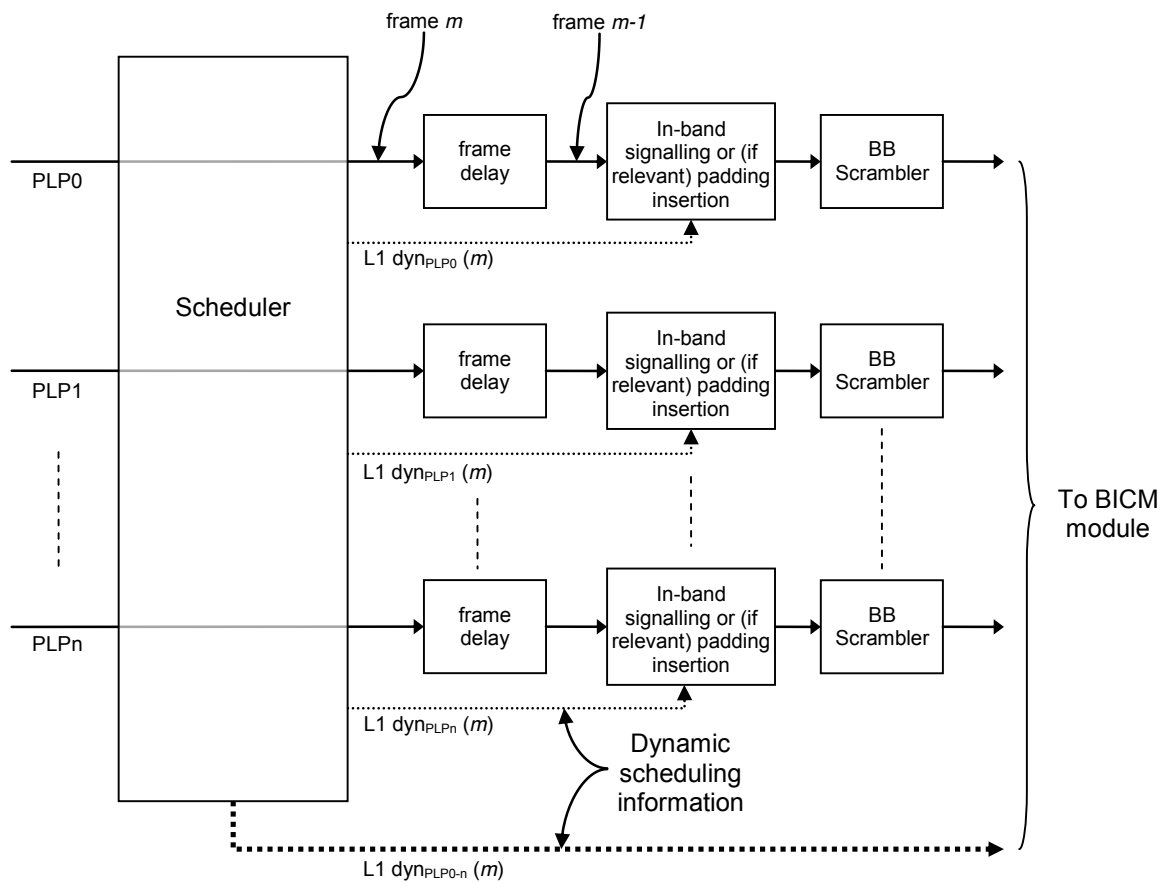 frame m
frame m-1
PLP0
frame
delay
In-band
signalling or (if
relevant) padding
insertion
BB
Scrambler
L1 dynPLP0 (m)
Scheduler
PLP1
frame
delay
In-band
signalling or (if
relevant) padding
insertion
BB
Scrambler
L1 dynPLP1 (m)
To BICM
module
PLPn
frame
delay
In-band
signalling or (if
relevant) padding
insertion
BB
Scrambler
L1 dynPLPn (m)
Dynamic
scheduling
information
L1 dynPLP0-n (m)